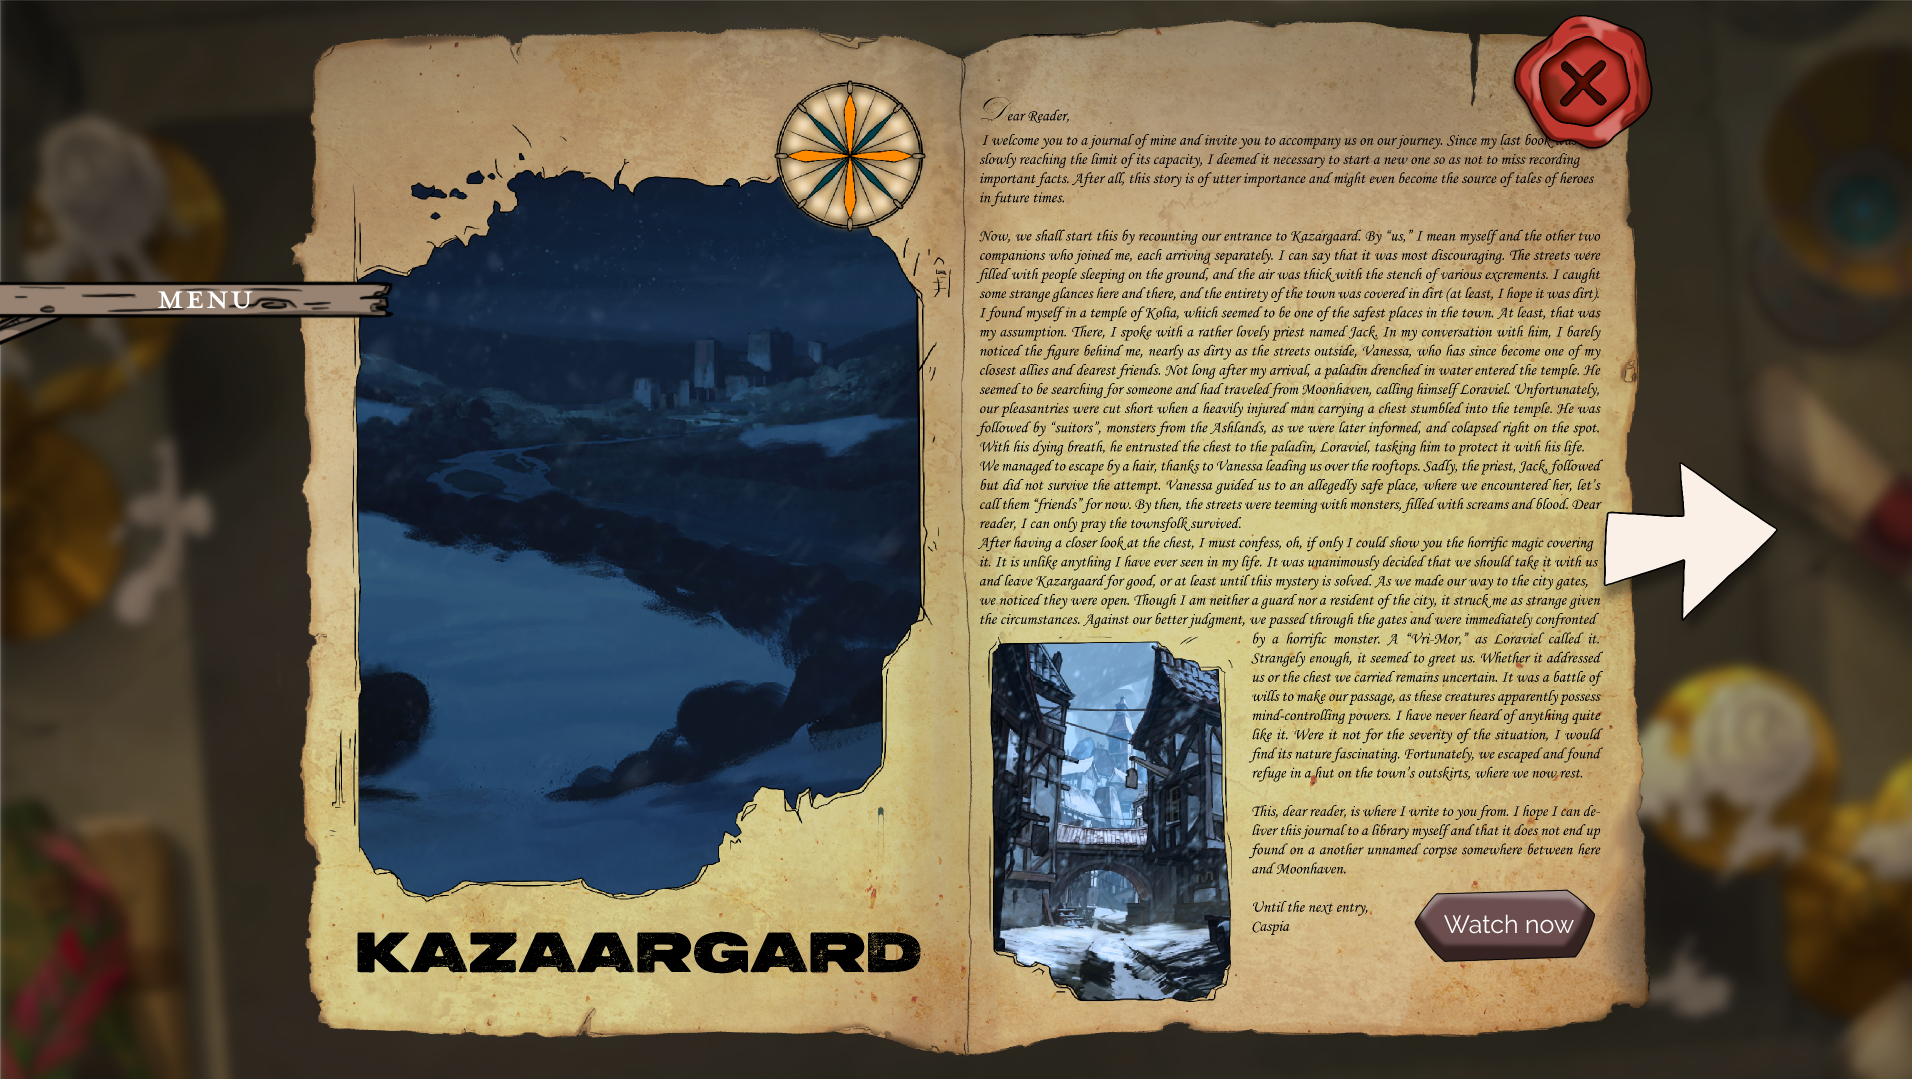 MENU
KAZAARGARD
Dear Reader,
I welcome you to a journal of mine and invite you to accompany us on our journey. Since my last book was
slowly reaching the limit of its capacity, I deemed it necessary to start a new one so as not to miss recording
important facts. After all, this story is of utter importance and might even become the source of tales of heroes
in future times.
Now, we shall start this by recounting our entrance to Kazargaard. By “us,” I mean myself and the other two
companions who joined me, each arriving separately. I can say that it was most discouraging. The streets were
filled with people sleeping on the ground, and the air was thick with the stench of various excrements. I caught
some strange glances here and there, and the entirety of the town was covered in dirt (at least, I hope it was dirt).
I found myself in a temple of Kolia, which seemed to be one of the safest places in the town. At least, that was
my assumption. There, I spoke with a rather lovely priest named Jack. In my conversation with him, I barely
noticed the figure behind me, nearly as dirty as the streets outside, Vanessa, who has since become one of my
closest allies and dearest friends. Not long after my arrival, a paladin drenched in water entered the temple. He
seemed to be searching for someone and had traveled from Moonhaven, calling himself Loraviel. Unfortunately,
our pleasantries were cut short when a heavily injured man carrying a chest stumbled into the temple. He was
followed by “suitors”, monsters from the Ashlands, as we were later informed, and colapsed right on the spot.
With his dying breath, he entrusted the chest to the paladin, Loraviel, tasking him to protect it with his life.
We managed to escape by a hair, thanks to Vanessa leading us over the rooftops. Sadly, the priest, Jack, followed
but did not survive the attempt. Vanessa guided us to an allegedly safe place, where we encountered her, let’s
call them “friends” for now. By then, the streets were teeming with monsters, filled with screams and blood. Dear
reader, I can only pray the townsfolk survived.
After having a closer look at the chest, I must confess, oh, if only I could show you the horrific magic covering
it. It is unlike anything I have ever seen in my life. It was unanimously decided that we should take it with us
and leave Kazargaard for good, or at least until this mystery is solved. As we made our way to the city gates,
we noticed they were open. Though I am neither a guard nor a resident of the city, it struck me as strange given
the circumstances. Against our better judgment, we passed through the gates and were immediately confronted
by a horrific monster. A “Vri-Mor,” as Loraviel called it.
Strangely enough, it seemed to greet us. Whether it addressed
us or the chest we carried remains uncertain. It was a battle of
wills to make our passage, as these creatures apparently possess
mind-controlling powers. I have never heard of anything quite
like it. Were it not for the severity of the situation, I would
find its nature fascinating. Fortunately, we escaped and found
refuge in a hut on the town’s outskirts, where we now rest.
This, dear reader, is where I write to you from. I hope I can de-
liver this journal to a library myself and that it does not end up
found on a another unnamed corpse somewhere between here
and Moonhaven.
Until the next entry,
Caspia
Watch now